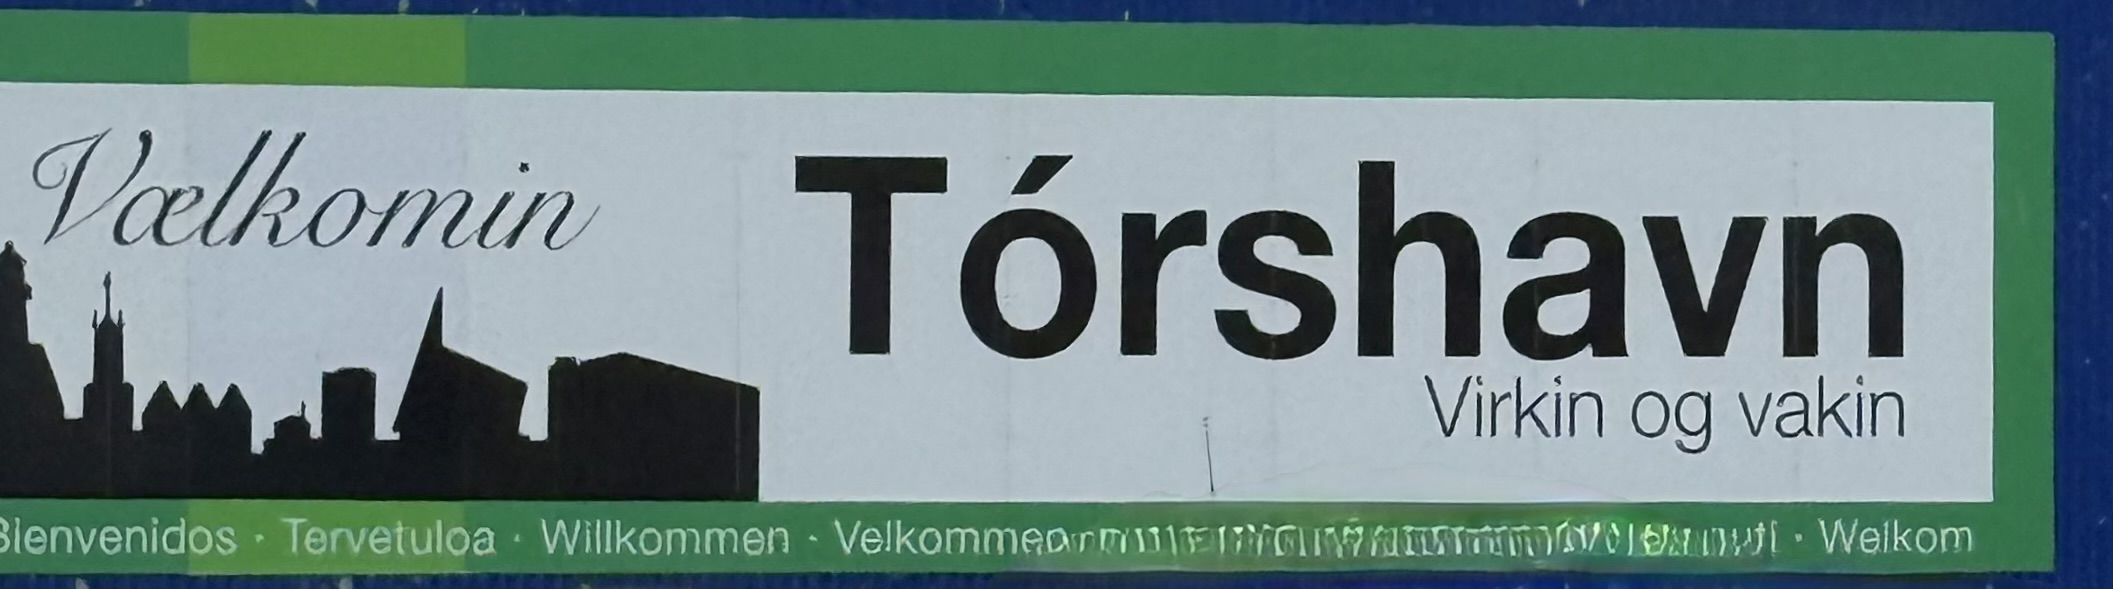 Vælkomin
Tórshavn
Virkin og vakin
Bienvenidos · Tervetuloa · Willkommen · Velkommen · Welkom